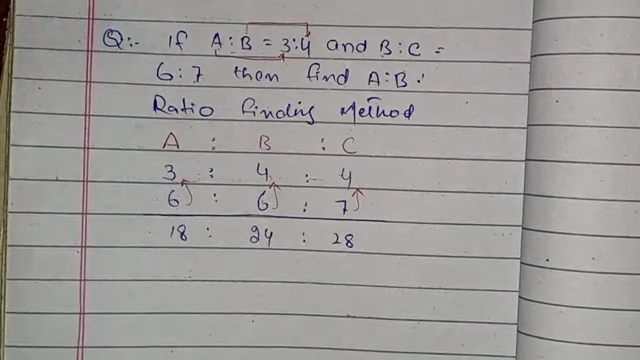 Q:- If A:B = 3:4 and B:C =
6:7 then find A:B.
Ratio Finding Method
A : B : C
3 : 4 : 4
6 : 6 : 7
18 : 24 : 28